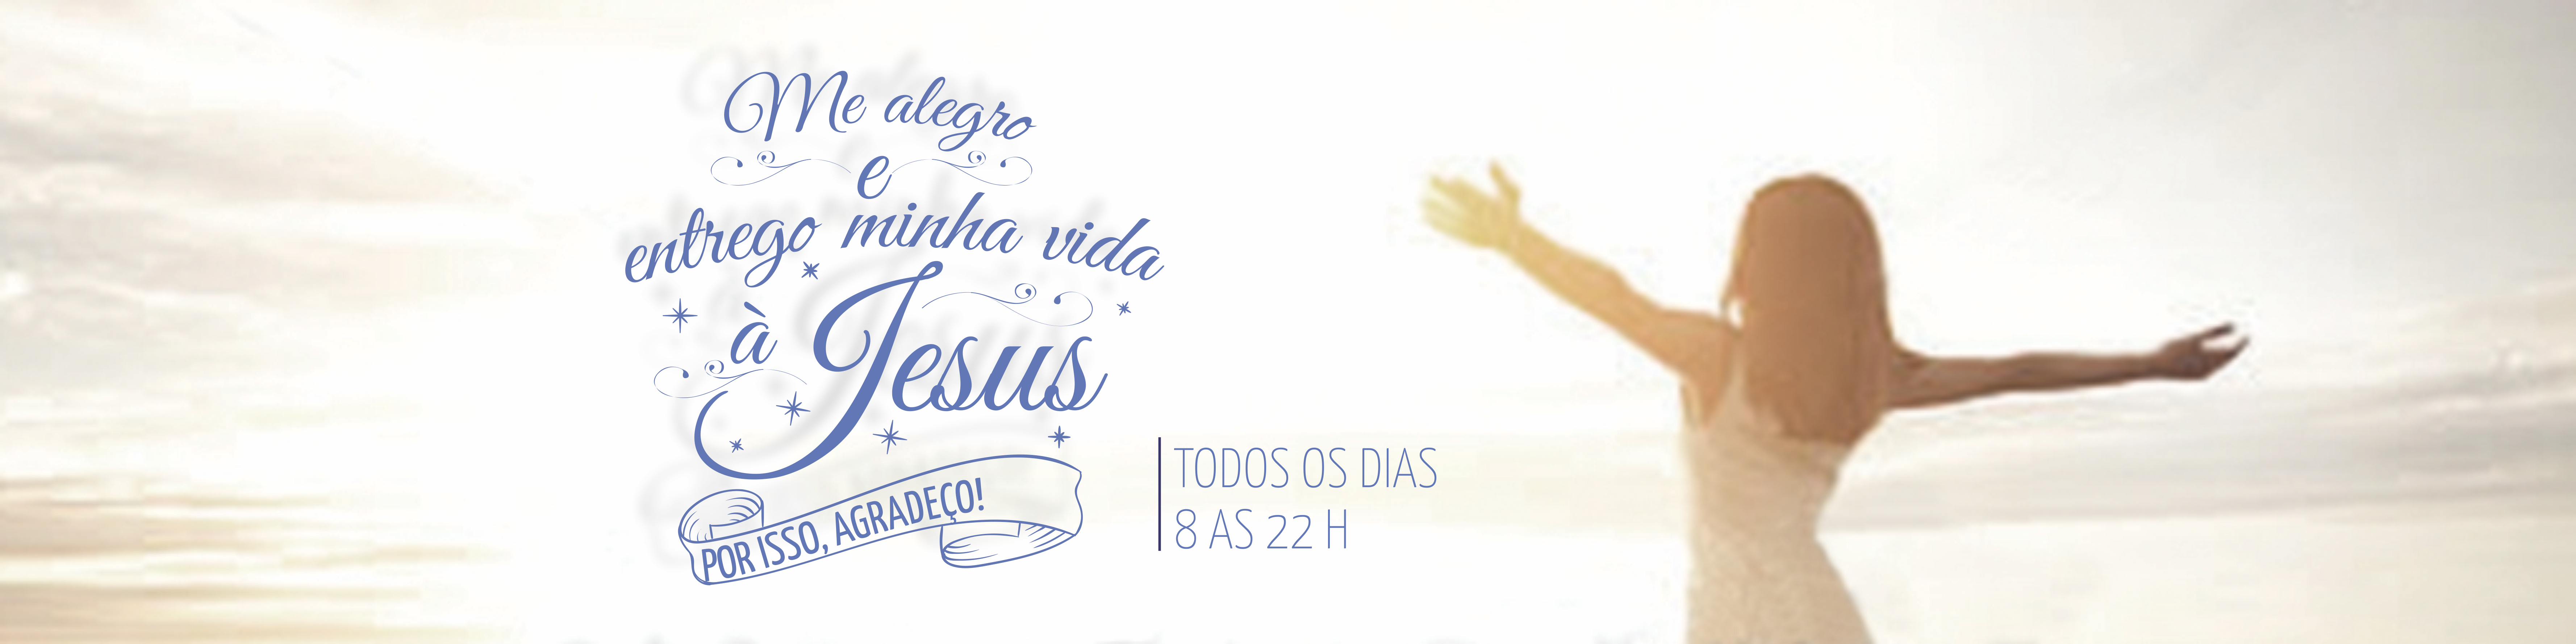 Me alegro
e
entrego minha vida
à Jesus
POR ISSO, AGRADEÇO!
TODOS OS DIAS
8 AS 22 H